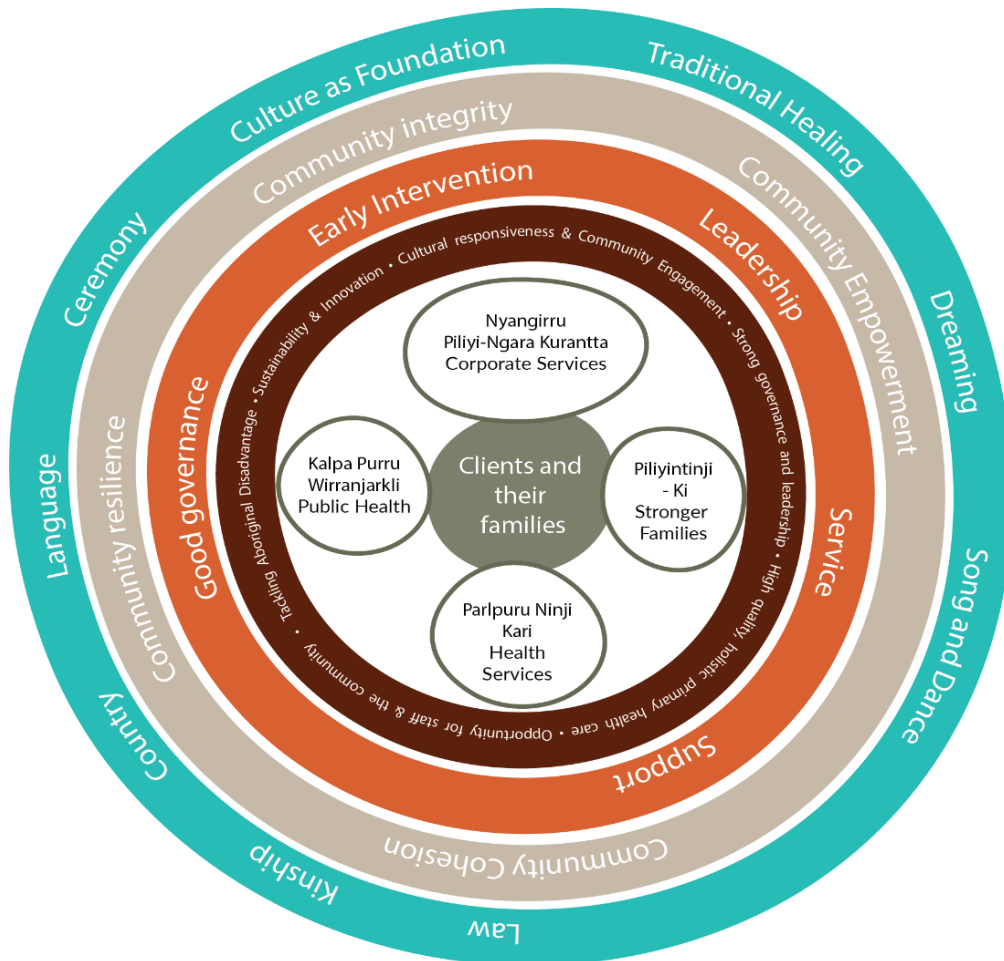 Culture as Foundation
Traditional Healing
Dreaming
Song and Dance
Law
Kinship
Country
Language
Ceremony
Community integrity
Community Empowerment
Community Cohesion
Community resilience
Early Intervention
Leadership
Service
Support
Good governance
Cultural responsiveness & Community Engagement • Strong governance and leadership • High quality, holistic primary health care • Opportunity for staff & the community • Tackling Aboriginal Disadvantage • Sustainability & Innovation •
Nyangirru
Piliyi-Ngara Kurantta
Corporate Services
Kalpa Purru
Wirranjarkli
Public Health
Clients and
their
families
Piliyintinji
- Ki
Stronger
Families
Parlpuru Ninji
Kari
Health
Services